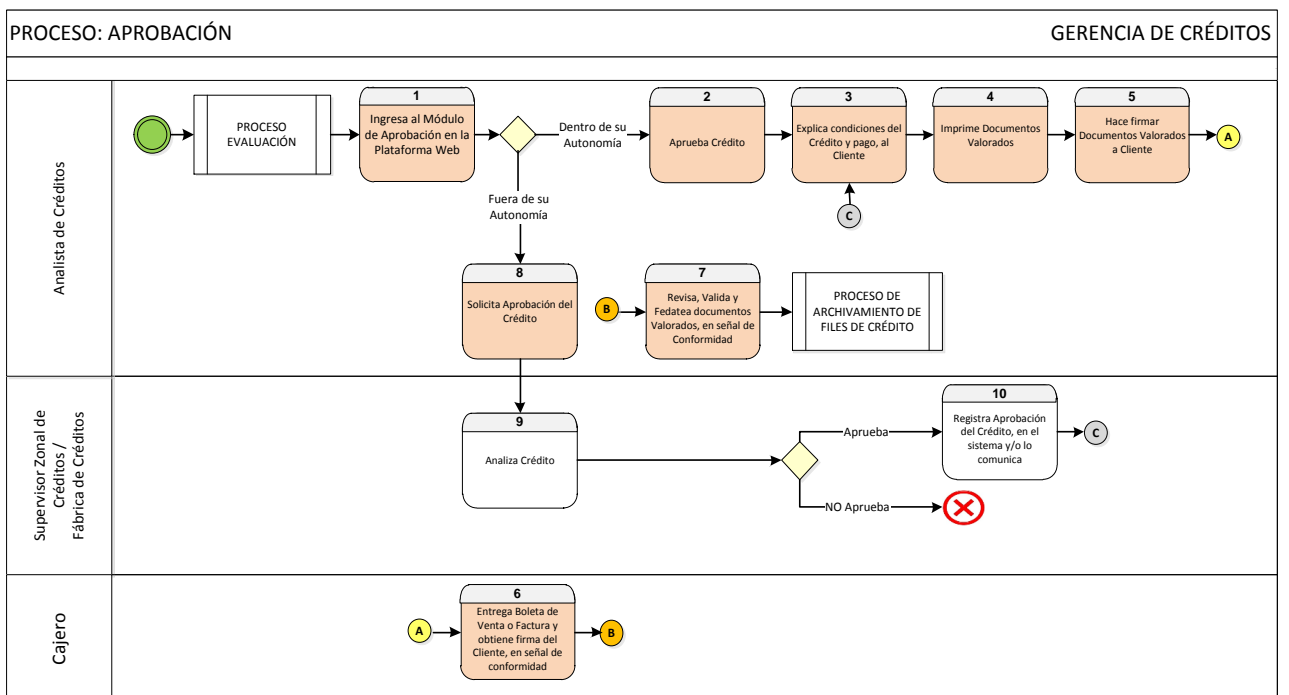 PROCESO: APROBACIÓN
GERENCIA DE CRÉDITOS
Analista de Créditos
PROCESO
EVALUACIÓN
1
Ingresa al Módulo
de Aprobación en la
Plataforma Web
Dentro de su
Autonomía
2
Aprueba Crédito
3
Explica condiciones del
Crédito y pago, al
Cliente
4
Imprime Documentos
Valorados
5
Hace firmar
Documentos Valorados
a Cliente
A
C
Fuera de su
Autonomía
8
Solicita Aprobación del
Crédito
B
7
Revisa, Valida y
Fedatea documentos
Valorados, en señal de
Conformidad
PROCESO DE
ARCHIVAMIENTO DE
FILES DE CRÉDITO
Supervisor Zonal de
Créditos /
Fábrica de Créditos
9
Analiza Crédito
Aprueba
10
Registra Aprobación
del Crédito, en el
sistema y/o lo
comunica
C
NO Aprueba
Cajero
A
6
Entrega Boleta de
Venta o Factura y
obtiene firma del
Cliente, en señal de
conformidad
B